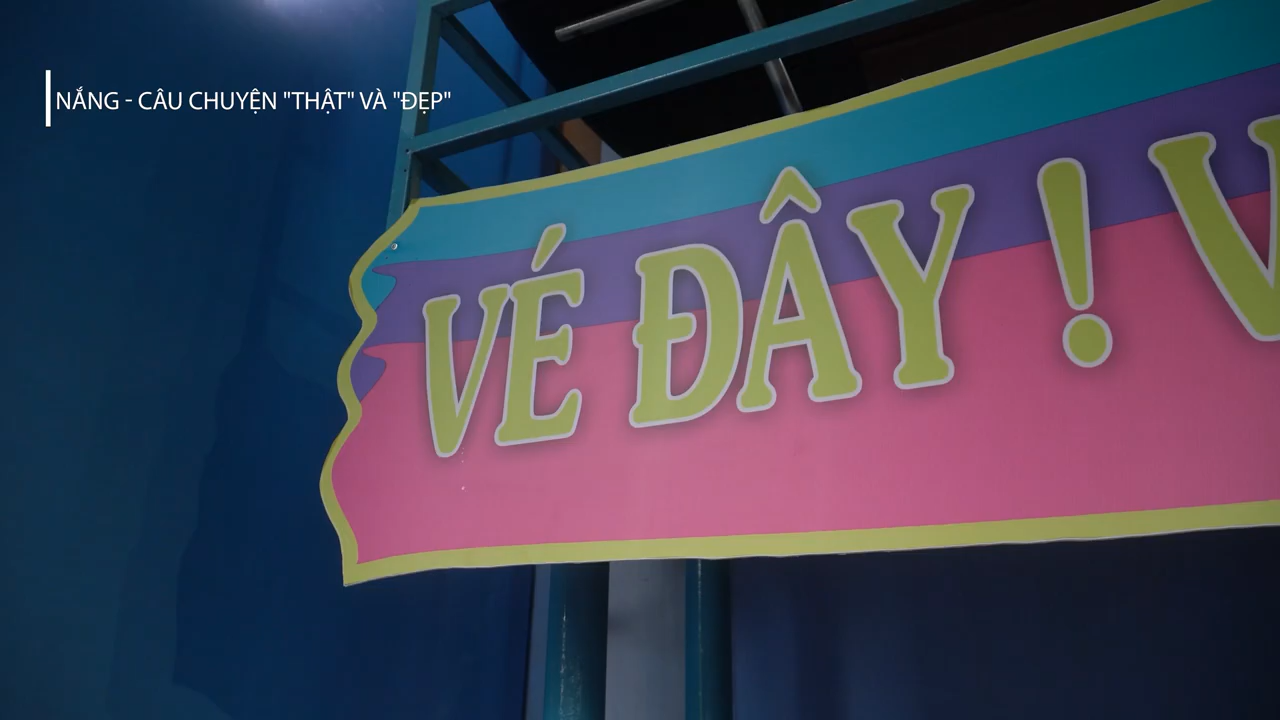 NẮNG - CÂU CHUYỆN "THẬT" VÀ "ĐẸP"
VÉ ĐÂY !